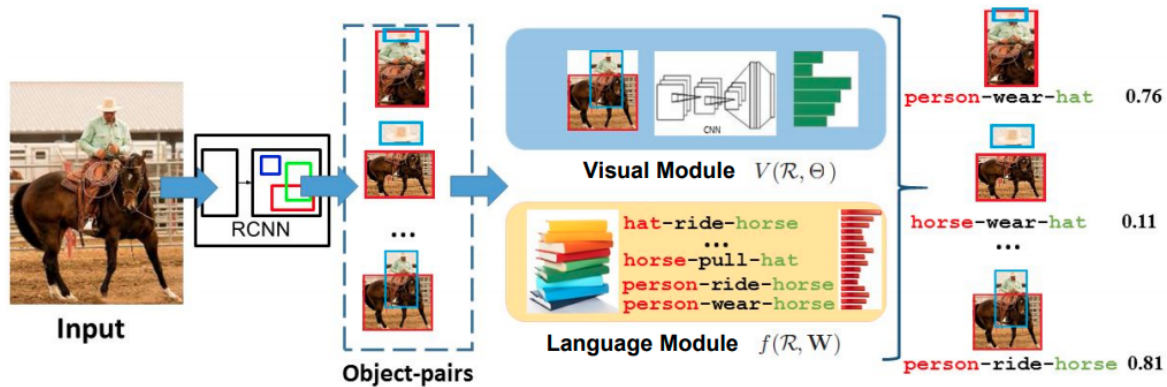 Input
RCNN
...
Object-pairs
CNN
Visual Module V(R, Θ)
hat-ride-horse
...
horse-pull-hat
person-ride-horse
person-wear-horse
Language Module f(R, W)
person-wear-hat 0.76
horse-wear-hat 0.11
...
person-ride-horse 0.81